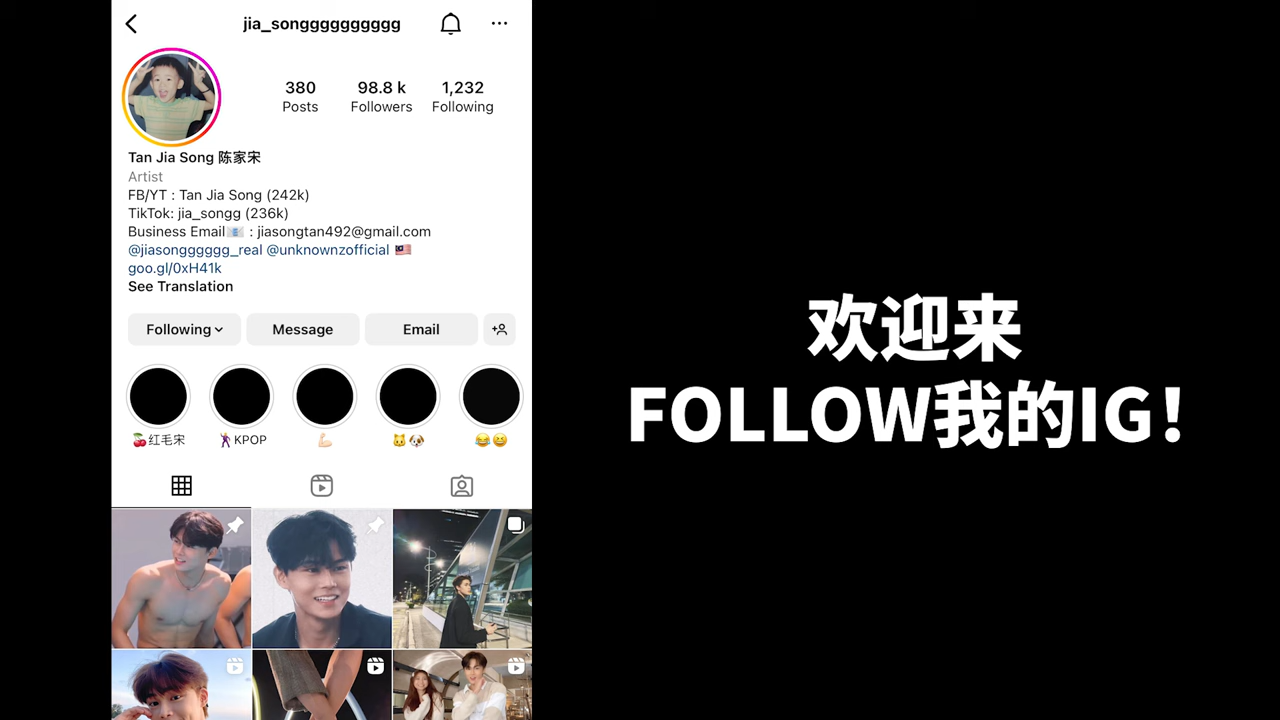 jia_songggggggggg
380
98.8 k
1,232
Posts
Followers
Following
Tan Jia Song 陈家宋
Artist
FB/YT : Tan Jia Song (242k)
TikTok: jia_songg (236k)
Business Email📧 : jiasongtan492@gmail.com
@jiasongggggg_real @unknownzofficial 🇲🇾
goo.gl/0xH41k
See Translation
Following
Message
Email
🍒红毛宋
🕺KPOP
💪🏻
🐱🐶
😂😆
欢迎来
FOLLOW我的IG！